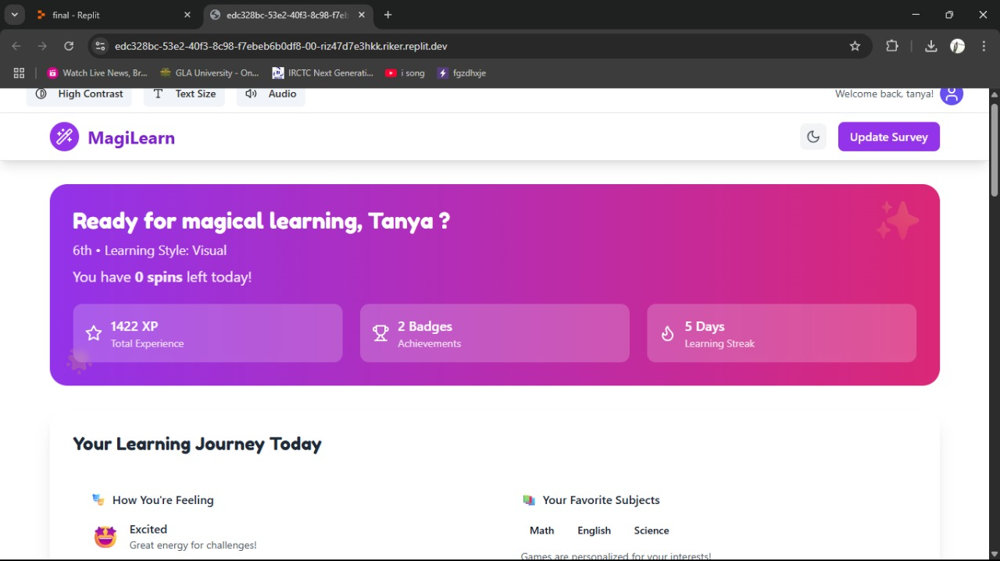 final - Replit
edc328bc-53e2-40f3-8c98-f7eb
edc328bc-53e2-40f3-8c98-f7ebeb6b0df8-00-riz47d7e3hkk.riker.replit.dev
Watch Live News, Br...
GLA University - On...
IRCTC Next Generati...
i song
fgzdhxje
High Contrast
Text Size
Audio
Welcome back, tanya!
MagiLearn
Update Survey
Ready for magical learning, Tanya ?
6th • Learning Style: Visual
You have 0 spins left today!
1422 XP
Total Experience
2 Badges
Achievements
5 Days
Learning Streak
Your Learning Journey Today
How You're Feeling
Excited
Great energy for challenges!
Your Favorite Subjects
Math English Science
Games are personalized for your interests!